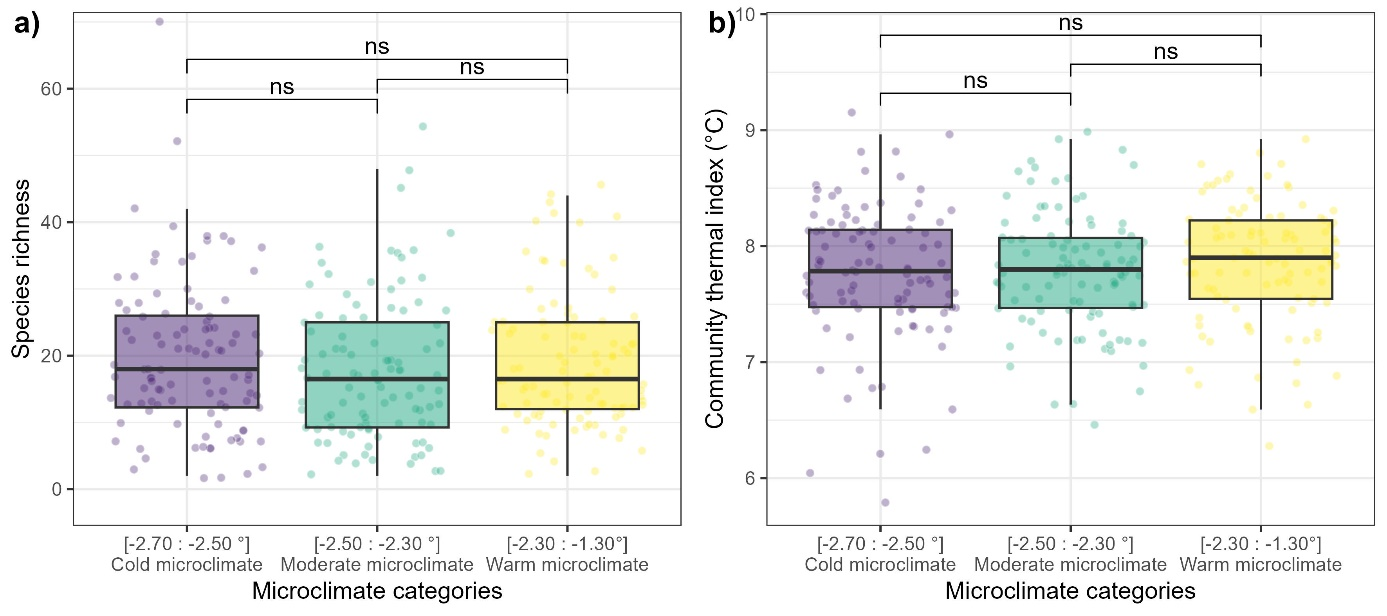 a)
ns
ns
ns
60
40
20
0
Species richness
[-2.70 : -2.50 °]
Cold microclimate
[-2.50 : -2.30 °]
Moderate microclimate
[-2.30 : -1.30°]
Warm microclimate
Microclimate categories
b)
10
ns
ns
ns
9
8
7
6
Community thermal index (°C)
[-2.70 : -2.50 °]
Cold microclimate
[-2.50 : -2.30 °]
Moderate microclimate
[-2.30 : -1.30°]
Warm microclimate
Microclimate categories